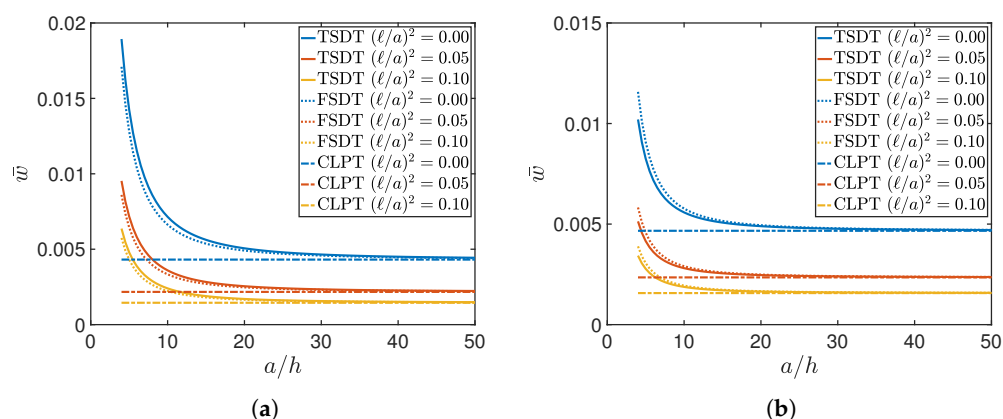 0.02
0.015
0.01
0.005
0
0 10 20 30 40 50
w̄
a/h
TSDT (ℓ/a)² = 0.00
TSDT (ℓ/a)² = 0.05
TSDT (ℓ/a)² = 0.10
FSDT (ℓ/a)² = 0.00
FSDT (ℓ/a)² = 0.05
FSDT (ℓ/a)² = 0.10
CLPT (ℓ/a)² = 0.00
CLPT (ℓ/a)² = 0.05
CLPT (ℓ/a)² = 0.10
(a)
0.015
0.01
0.005
0
0 10 20 30 40 50
w̄
a/h
TSDT (ℓ/a)² = 0.00
TSDT (ℓ/a)² = 0.05
TSDT (ℓ/a)² = 0.10
FSDT (ℓ/a)² = 0.00
FSDT (ℓ/a)² = 0.05
FSDT (ℓ/a)² = 0.10
CLPT (ℓ/a)² = 0.00
CLPT (ℓ/a)² = 0.05
CLPT (ℓ/a)² = 0.10
(b)